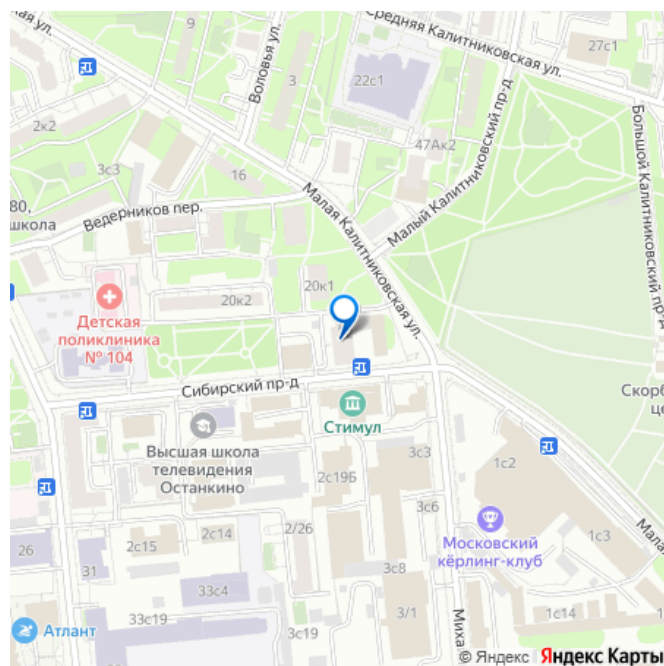 ая ул.
9
Воловья ул.
3
Средняя Калитниковская ул.
27с1
22с1
2к2
3с3
16
47Ак2
Малый Калитниковский пр-д
Большой Калитниковский пр-д
80,
школа
Ведерников пер.
Малая Калитниковская ул.
20к1
20к2
Детская
поликлиника
№ 104
Сибирский пр-д
Скорб
це
Стимул
Высшая школа
телевидения
Останкино
3с3
1с2
2с19Б
3с6
2/26
2с14
2с15
26
31
Московский
кёрлинг-клуб
1с3
Мала
33с4
3с8
33с19
3/1
3с19
1с14
Миха
Атлант
© Яндекс Яндекс Карты